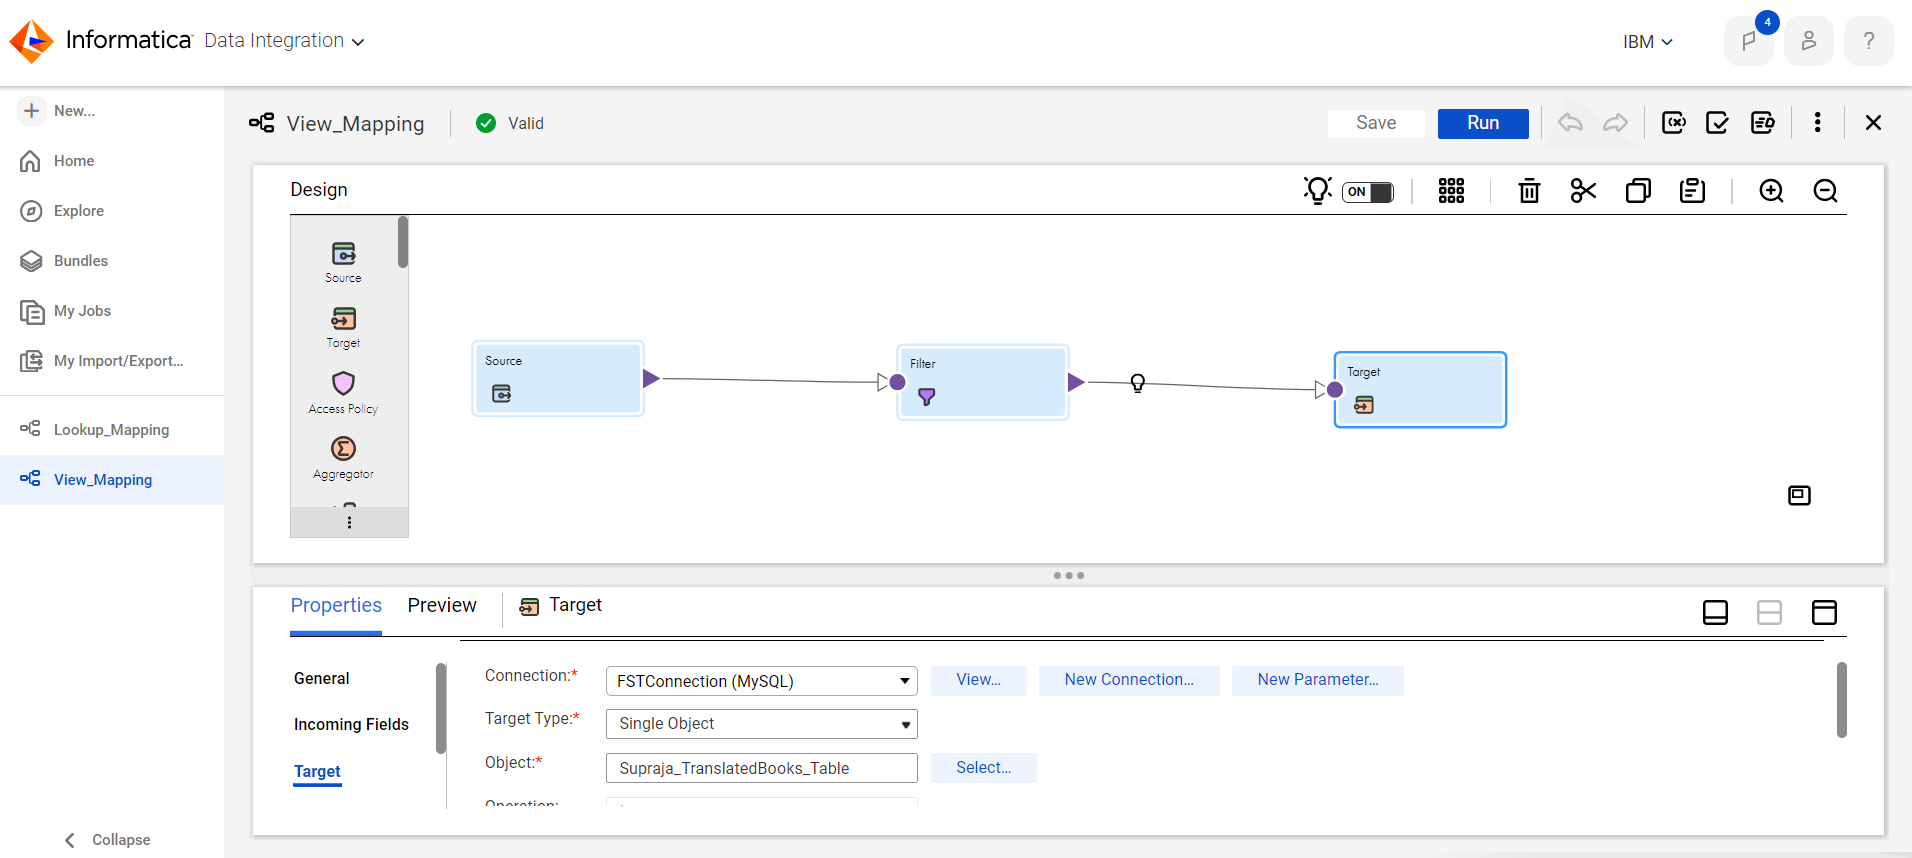 Informatica Data Integration
IBM
4
?
New...
Home
Explore
Bundles
My Jobs
My Import/Export...
Lookup_Mapping
View_Mapping
Collapse
View_Mapping
Valid
Save
Run
Design
ON
Source
Target
Access Policy
Aggregator
Source
Filter
Target
Properties
Preview
Target
General
Incoming Fields
Target
Connection:*
FSTConnection (MySQL)
View...
New Connection...
New Parameter...
Target Type:*
Single Object
Object:*
Supraja_TranslatedBooks_Table
Select...
Operation: